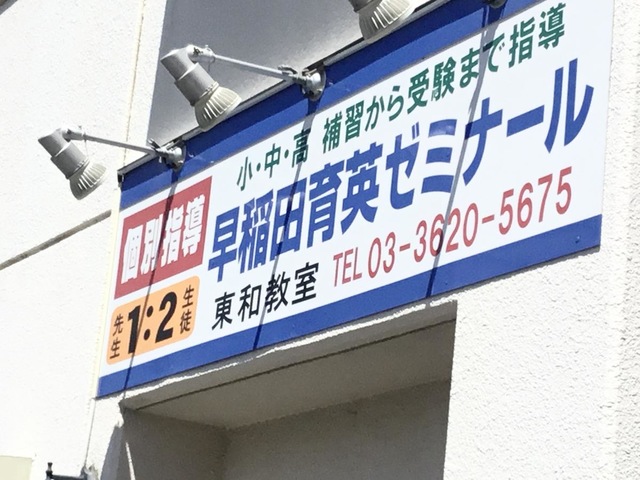 小・中・高 補習から受験まで指導
個別指導
早稲田育英ゼミナール
先生 1:2 生徒
東和教室 TEL 03-3620-5675